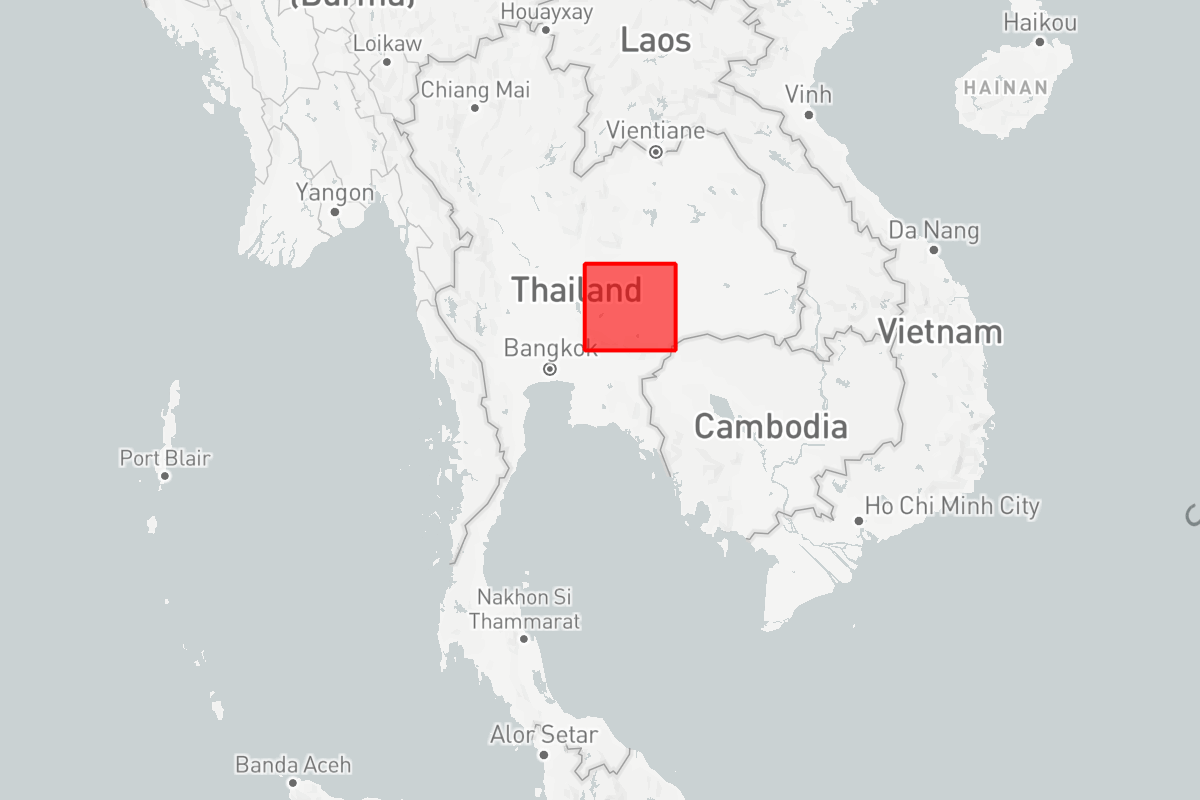 (Burma)
Houayxay
Haikou
Loikaw
Laos
Chiang Mai
HAINAN
Vinh
Vientiane
Yangon
Da Nang
Thailand
Vietnam
Bangkok
Cambodia
Port Blair
Ho Chi Minh City
Nakhon Si
Thammarat
Alor Setar
Banda Aceh